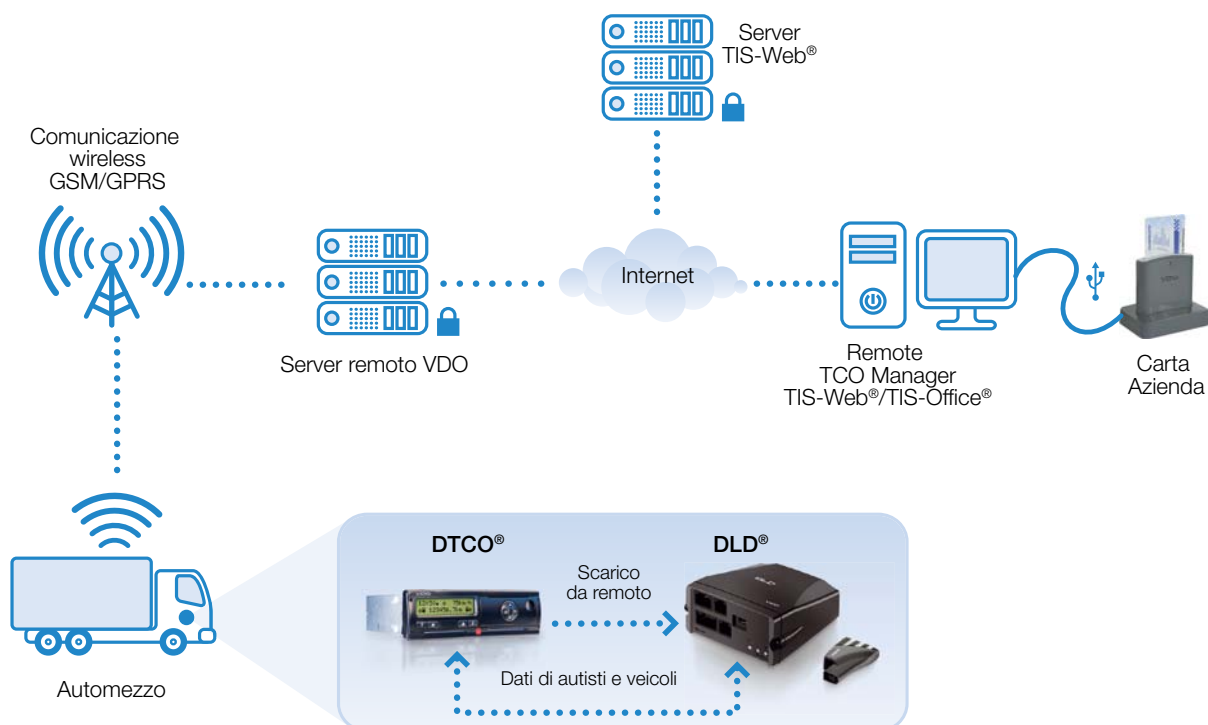 Server
TIS-Web®
Comunicazione
wireless
GSM/GPRS
Internet
Server remoto VDO
Remote
TCO Manager
TIS-Web®/TIS-Office®
Carta
Azienda
DTCO®
DLD®
Scarico
da remoto
Dati di autisti e veicoli
Automezzo